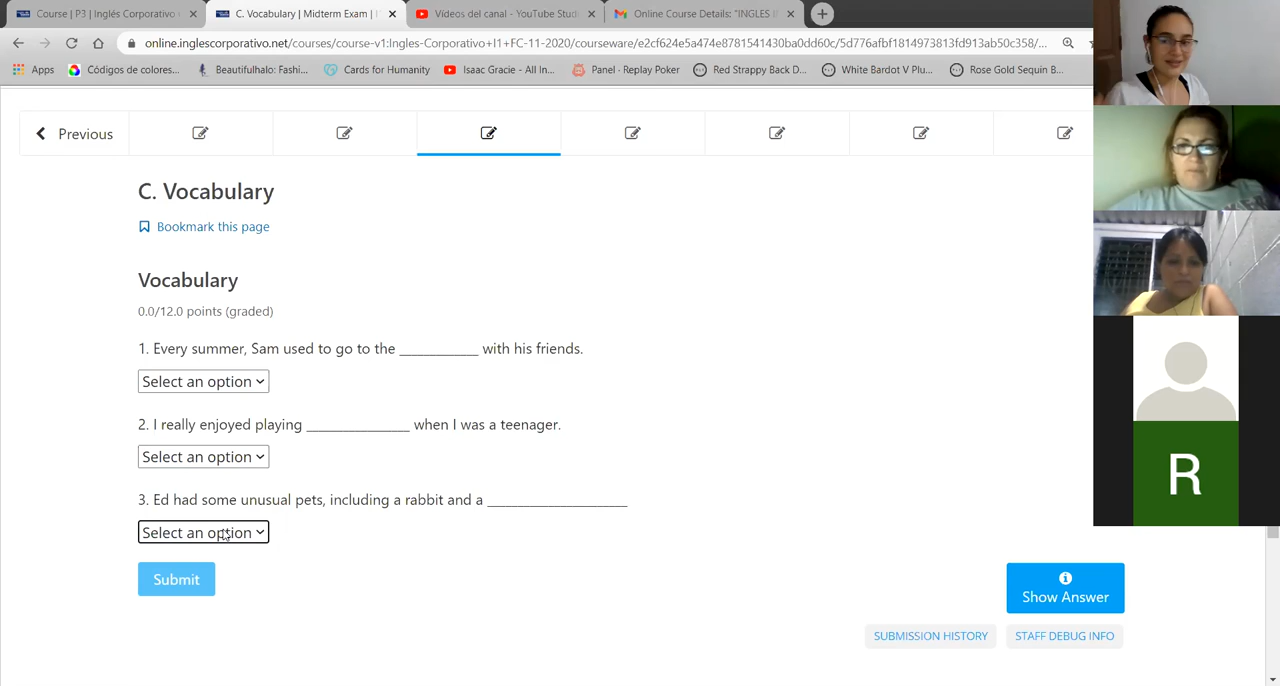 Course | P3 | Inglés Corporativo
C. Vocabulary | Midterm Exam |
Vídeos del canal - YouTube Stud
Online Course Details: "INGLES I
online.inglescorporativo.net/courses/course-v1:Ingles-Corporativo+I1+FC-11-2020/courseware/e2cf624e5a474e8781541430ba0dd60c/5d776afbf1814973813fd913ab50c358/...
Apps
Códigos de colores...
Beautifulhalo: Fashi...
Cards for Humanity
Isaac Gracie - All In...
Panel · Replay Poker
Red Strappy Back D...
White Bardot V Plu...
Rose Gold Sequin B...
Previous
C. Vocabulary
Bookmark this page
Vocabulary
0.0/12.0 points (graded)
1. Every summer, Sam used to go to the ____________ with his friends.
Select an option
2. I really enjoyed playing ________________ when I was a teenager.
Select an option
3. Ed had some unusual pets, including a rabbit and a ______________________
Select an option
Submit
Show Answer
SUBMISSION HISTORY
STAFF DEBUG INFO
R